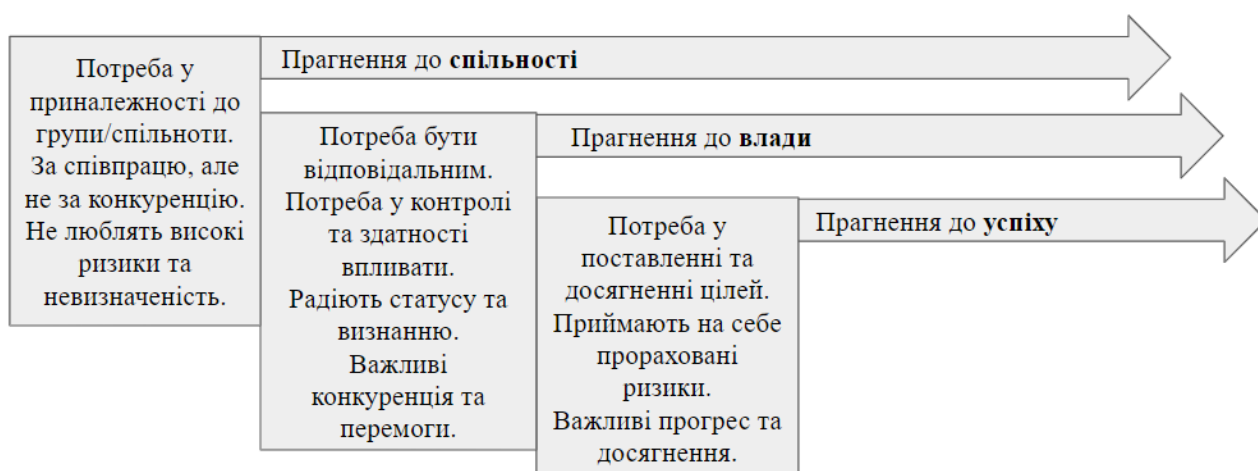 Потреба у
приналежності до
групи/спільноти.
За співпрацю, але
не за конкуренцію.
Не люблять високі
ризики та
невизначеність.
Прагнення до спільності
Потреба бути
відповідальним.
Потреба у контролі
та здатності
впливати.
Радіють статусу та
визнанню.
Важливі
конкуренція та
перемоги.
Прагнення до влади
Потреба у
поставленні та
досягненні цілей.
Приймають на себе
прораховані
ризики.
Важливі прогрес та
досягнення.
Прагнення до успіху